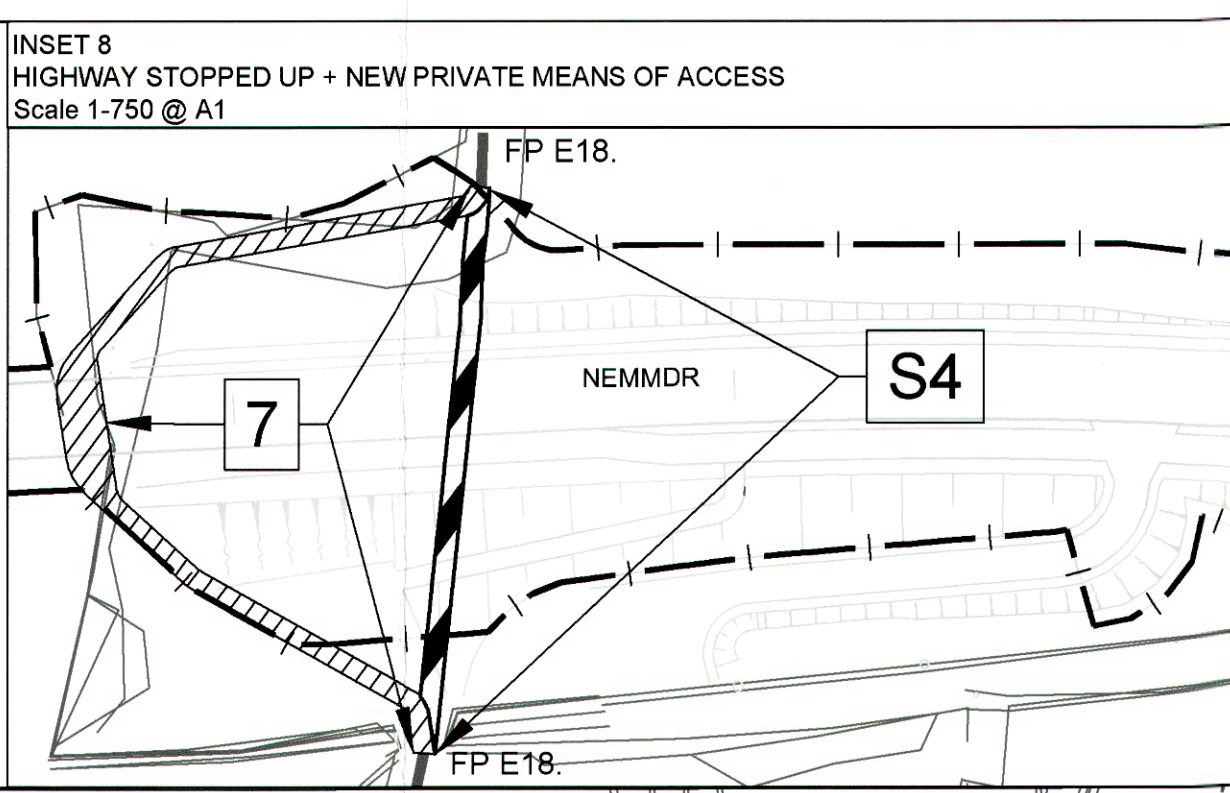 INSET 8
HIGHWAY STOPPED UP + NEW PRIVATE MEANS OF ACCESS
Scale 1-750 @ A1
FP E18.
NEMMDR
S4
7
FP E18.